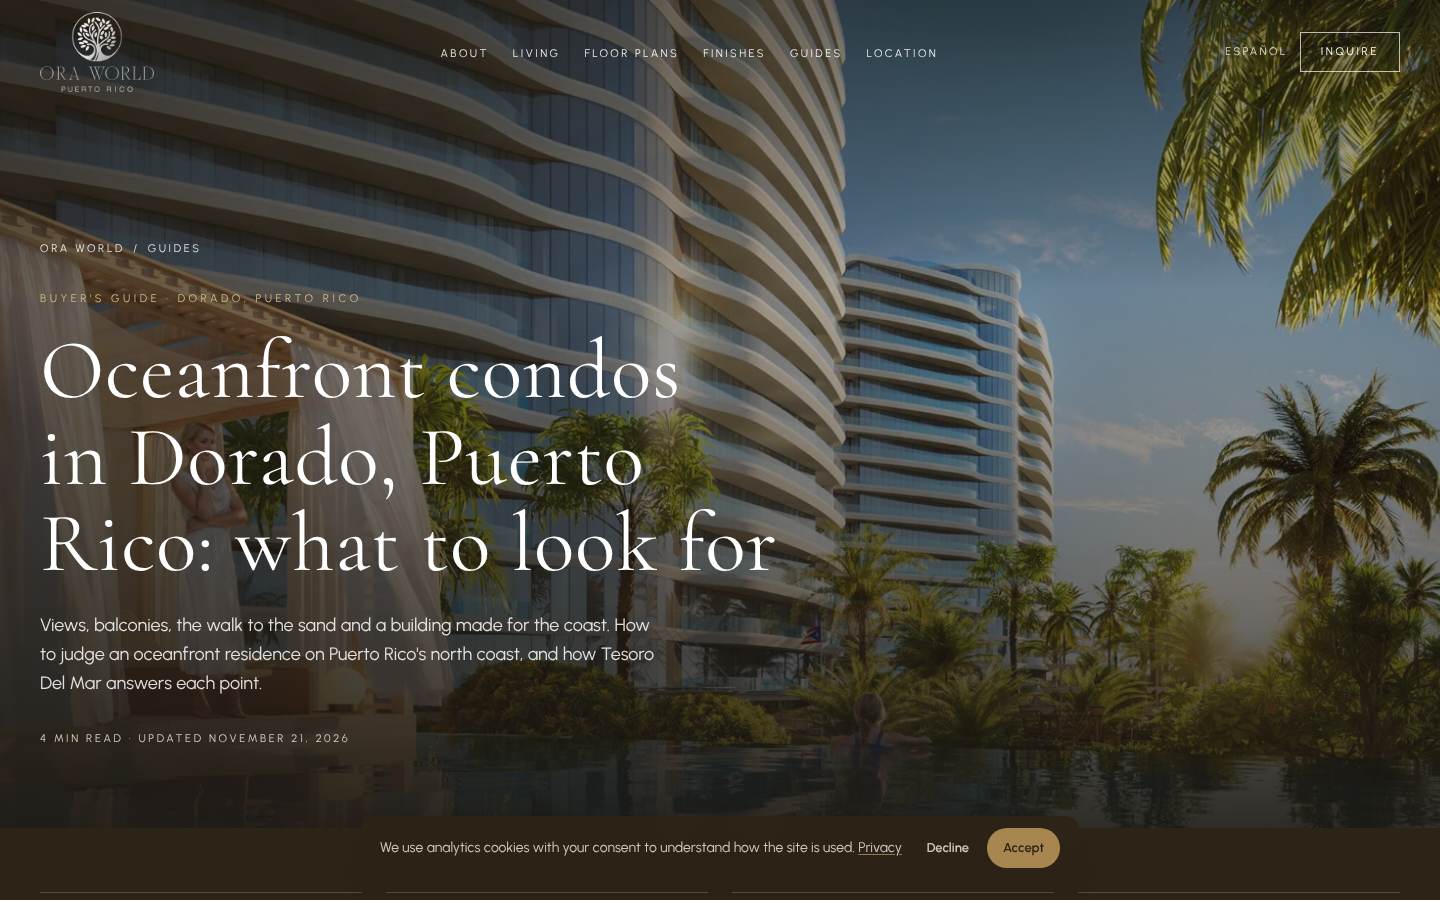 ORA WORLD
PUERTO RICO
ABOUT LIVING FLOOR PLANS FINISHES GUIDES LOCATION
ESPAÑOL INQUIRE
ORA WORLD / GUIDES
BUYER'S GUIDE · DORADO, PUERTO RICO
Oceanfront condos
in Dorado, Puerto
Rico: what to look for
Views, balconies, the walk to the sand and a building made for the coast. How
to judge an oceanfront residence on Puerto Rico's north coast, and how Tesoro
Del Mar answers each point.
4 MIN READ · UPDATED NOVEMBER 21, 2026
We use analytics cookies with your consent to understand how the site is used. Privacy Decline Accept